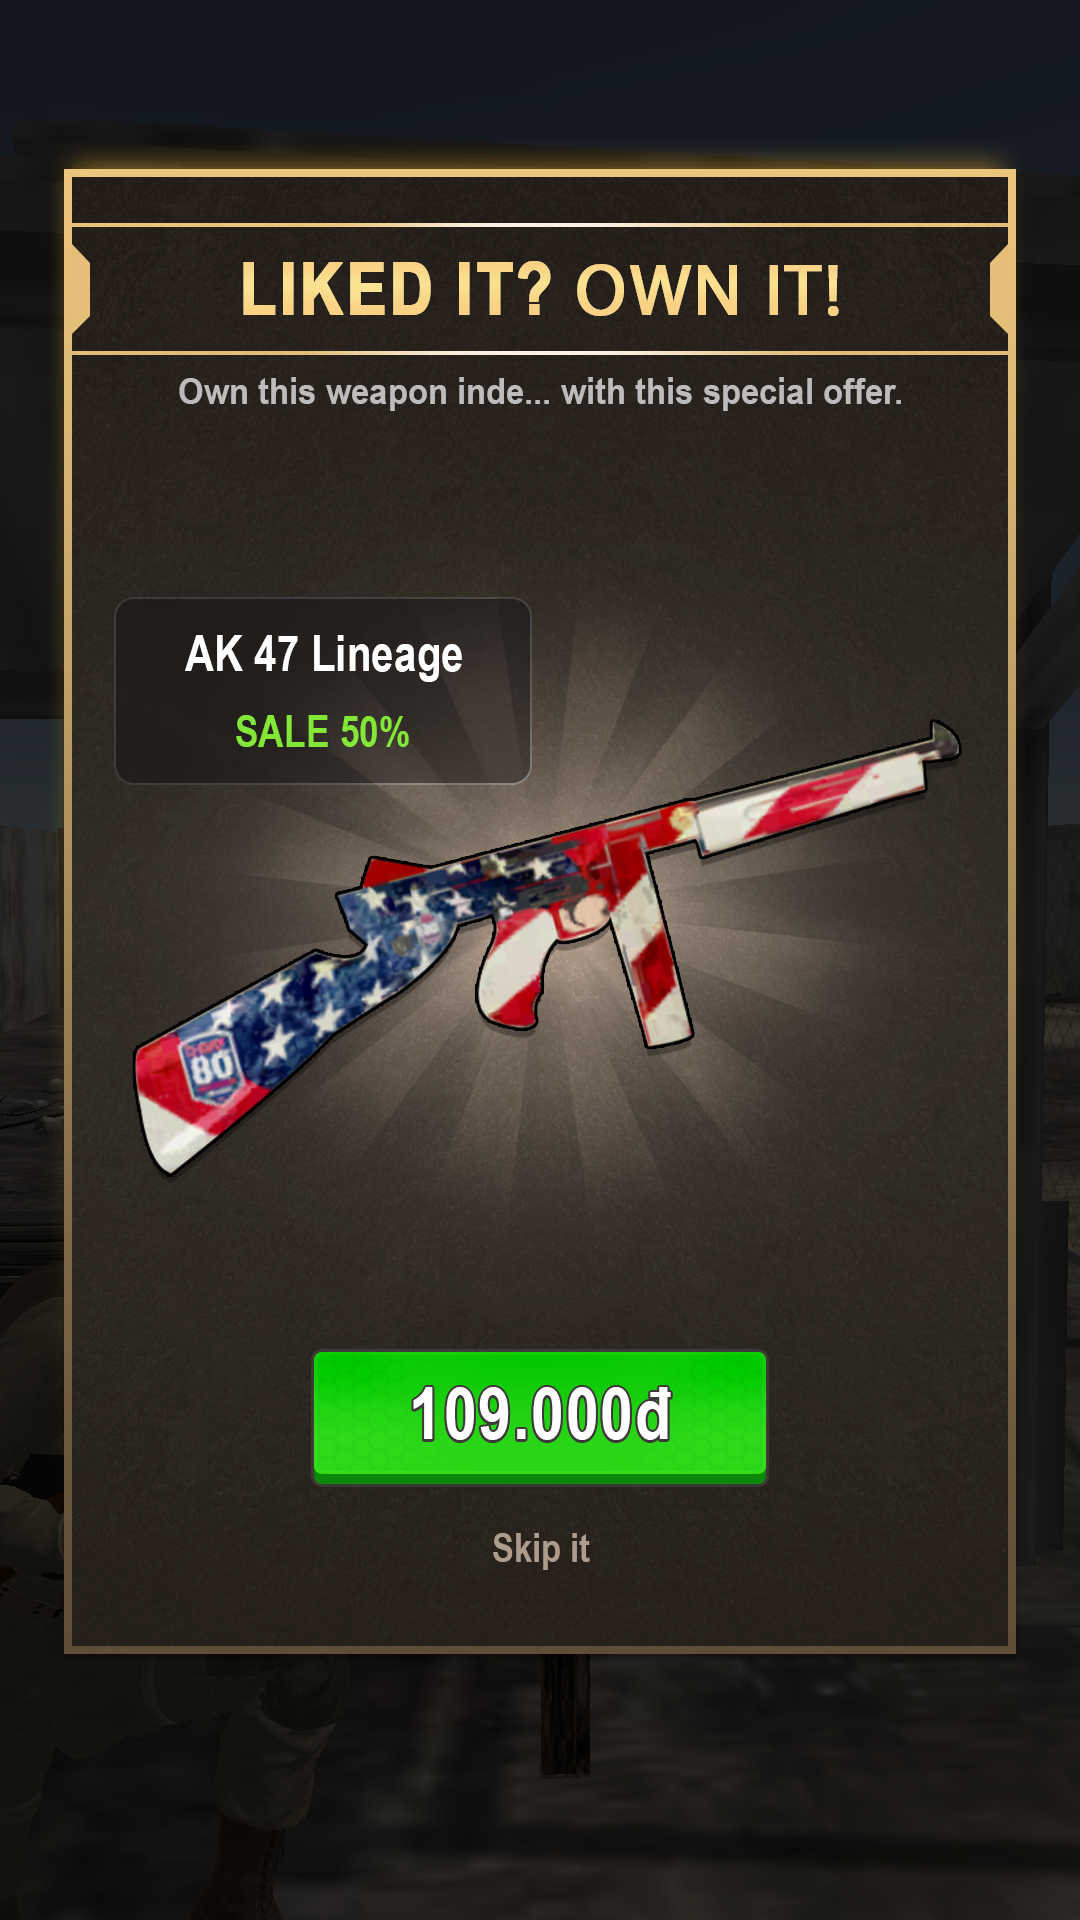 LIKED IT? OWN IT!
Own this weapon inde... with this special offer.
AK 47 Lineage
SALE 50%
80
109.000đ
Skip it